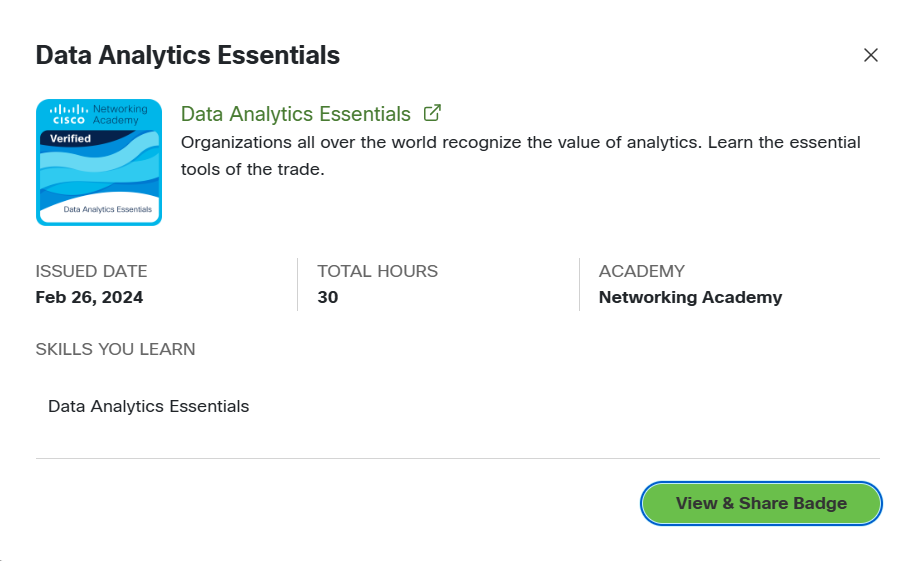 Data Analytics Essentials
Networking
CISCO Academy
Verified
Data Analytics Essentials
Data Analytics Essentials
Organizations all over the world recognize the value of analytics. Learn the essential
tools of the trade.
ISSUED DATE
Feb 26, 2024
TOTAL HOURS
30
ACADEMY
Networking Academy
SKILLS YOU LEARN
Data Analytics Essentials
View & Share Badge